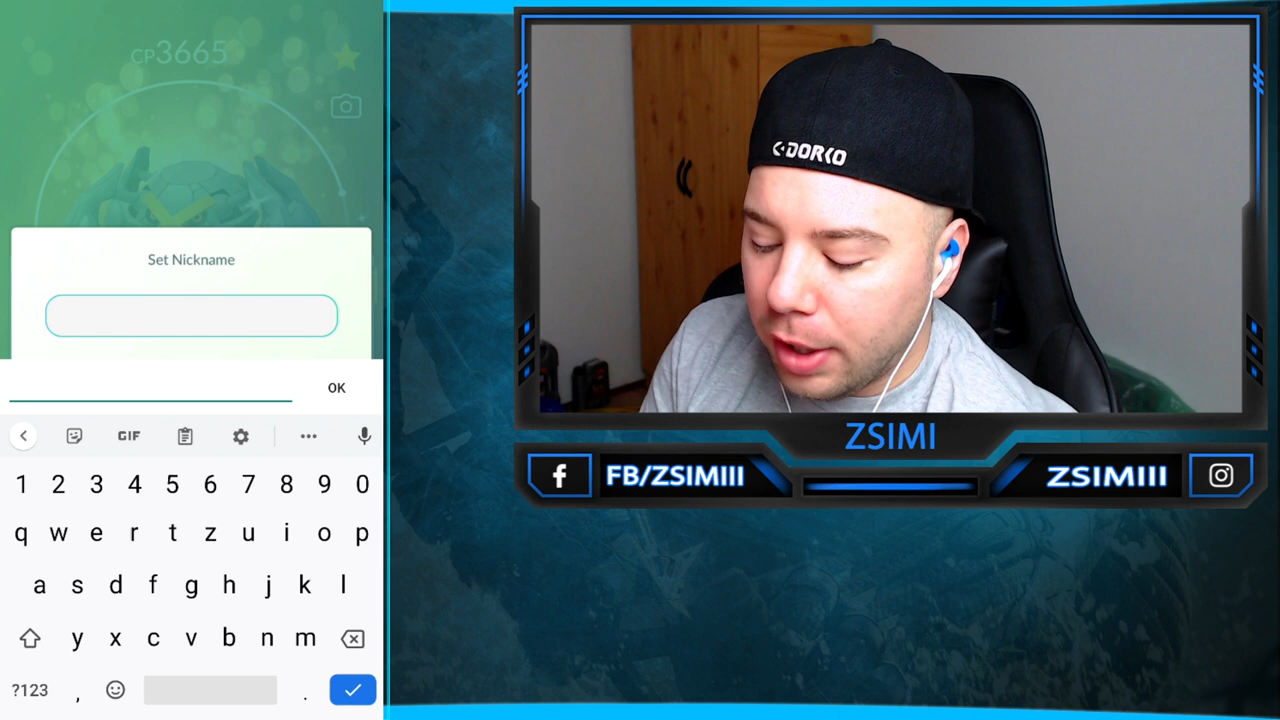 CP3665
Set Nickname
OK
GIF
1 2 3 4 5 6 7 8 9 0
q w e r t z u i o p
a s d f g h j k l
y x c v b n m
?123 , .
DORKO
ZSIMI
f FB/ZSIMIII
ZSIMIII